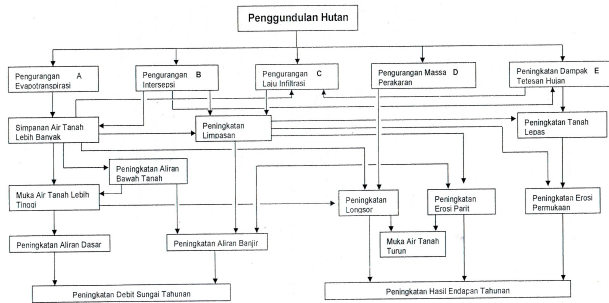 Penggundulan Hutan
Pengurangan A
Evapotranspirasi
Pengurangan B
Intersepsi
Pengurangan C
Laju Infiltrasi
Pengurangan Massa D
Perakaran
Peningkatan Dampak E
Tetesan Hujan
Simpanan Air Tanah
Lebih Banyak
Peningkatan
Limpasan
Peningkatan Tanah
Lepas
Peningkatan Aliran
Bawah Tanah
Muka Air Tanah Lebih
Tinggi
Peningkatan
Longsor
Peningkatan
Erosi Parit
Peningkatan Erosi
Permukaan
Peningkatan Aliran Dasar
Peningkatan Aliran Banjir
Muka Air Tanah
Turun
Peningkatan Debit Sungai Tahunan
Peningkatan Hasil Endapan Tahunan